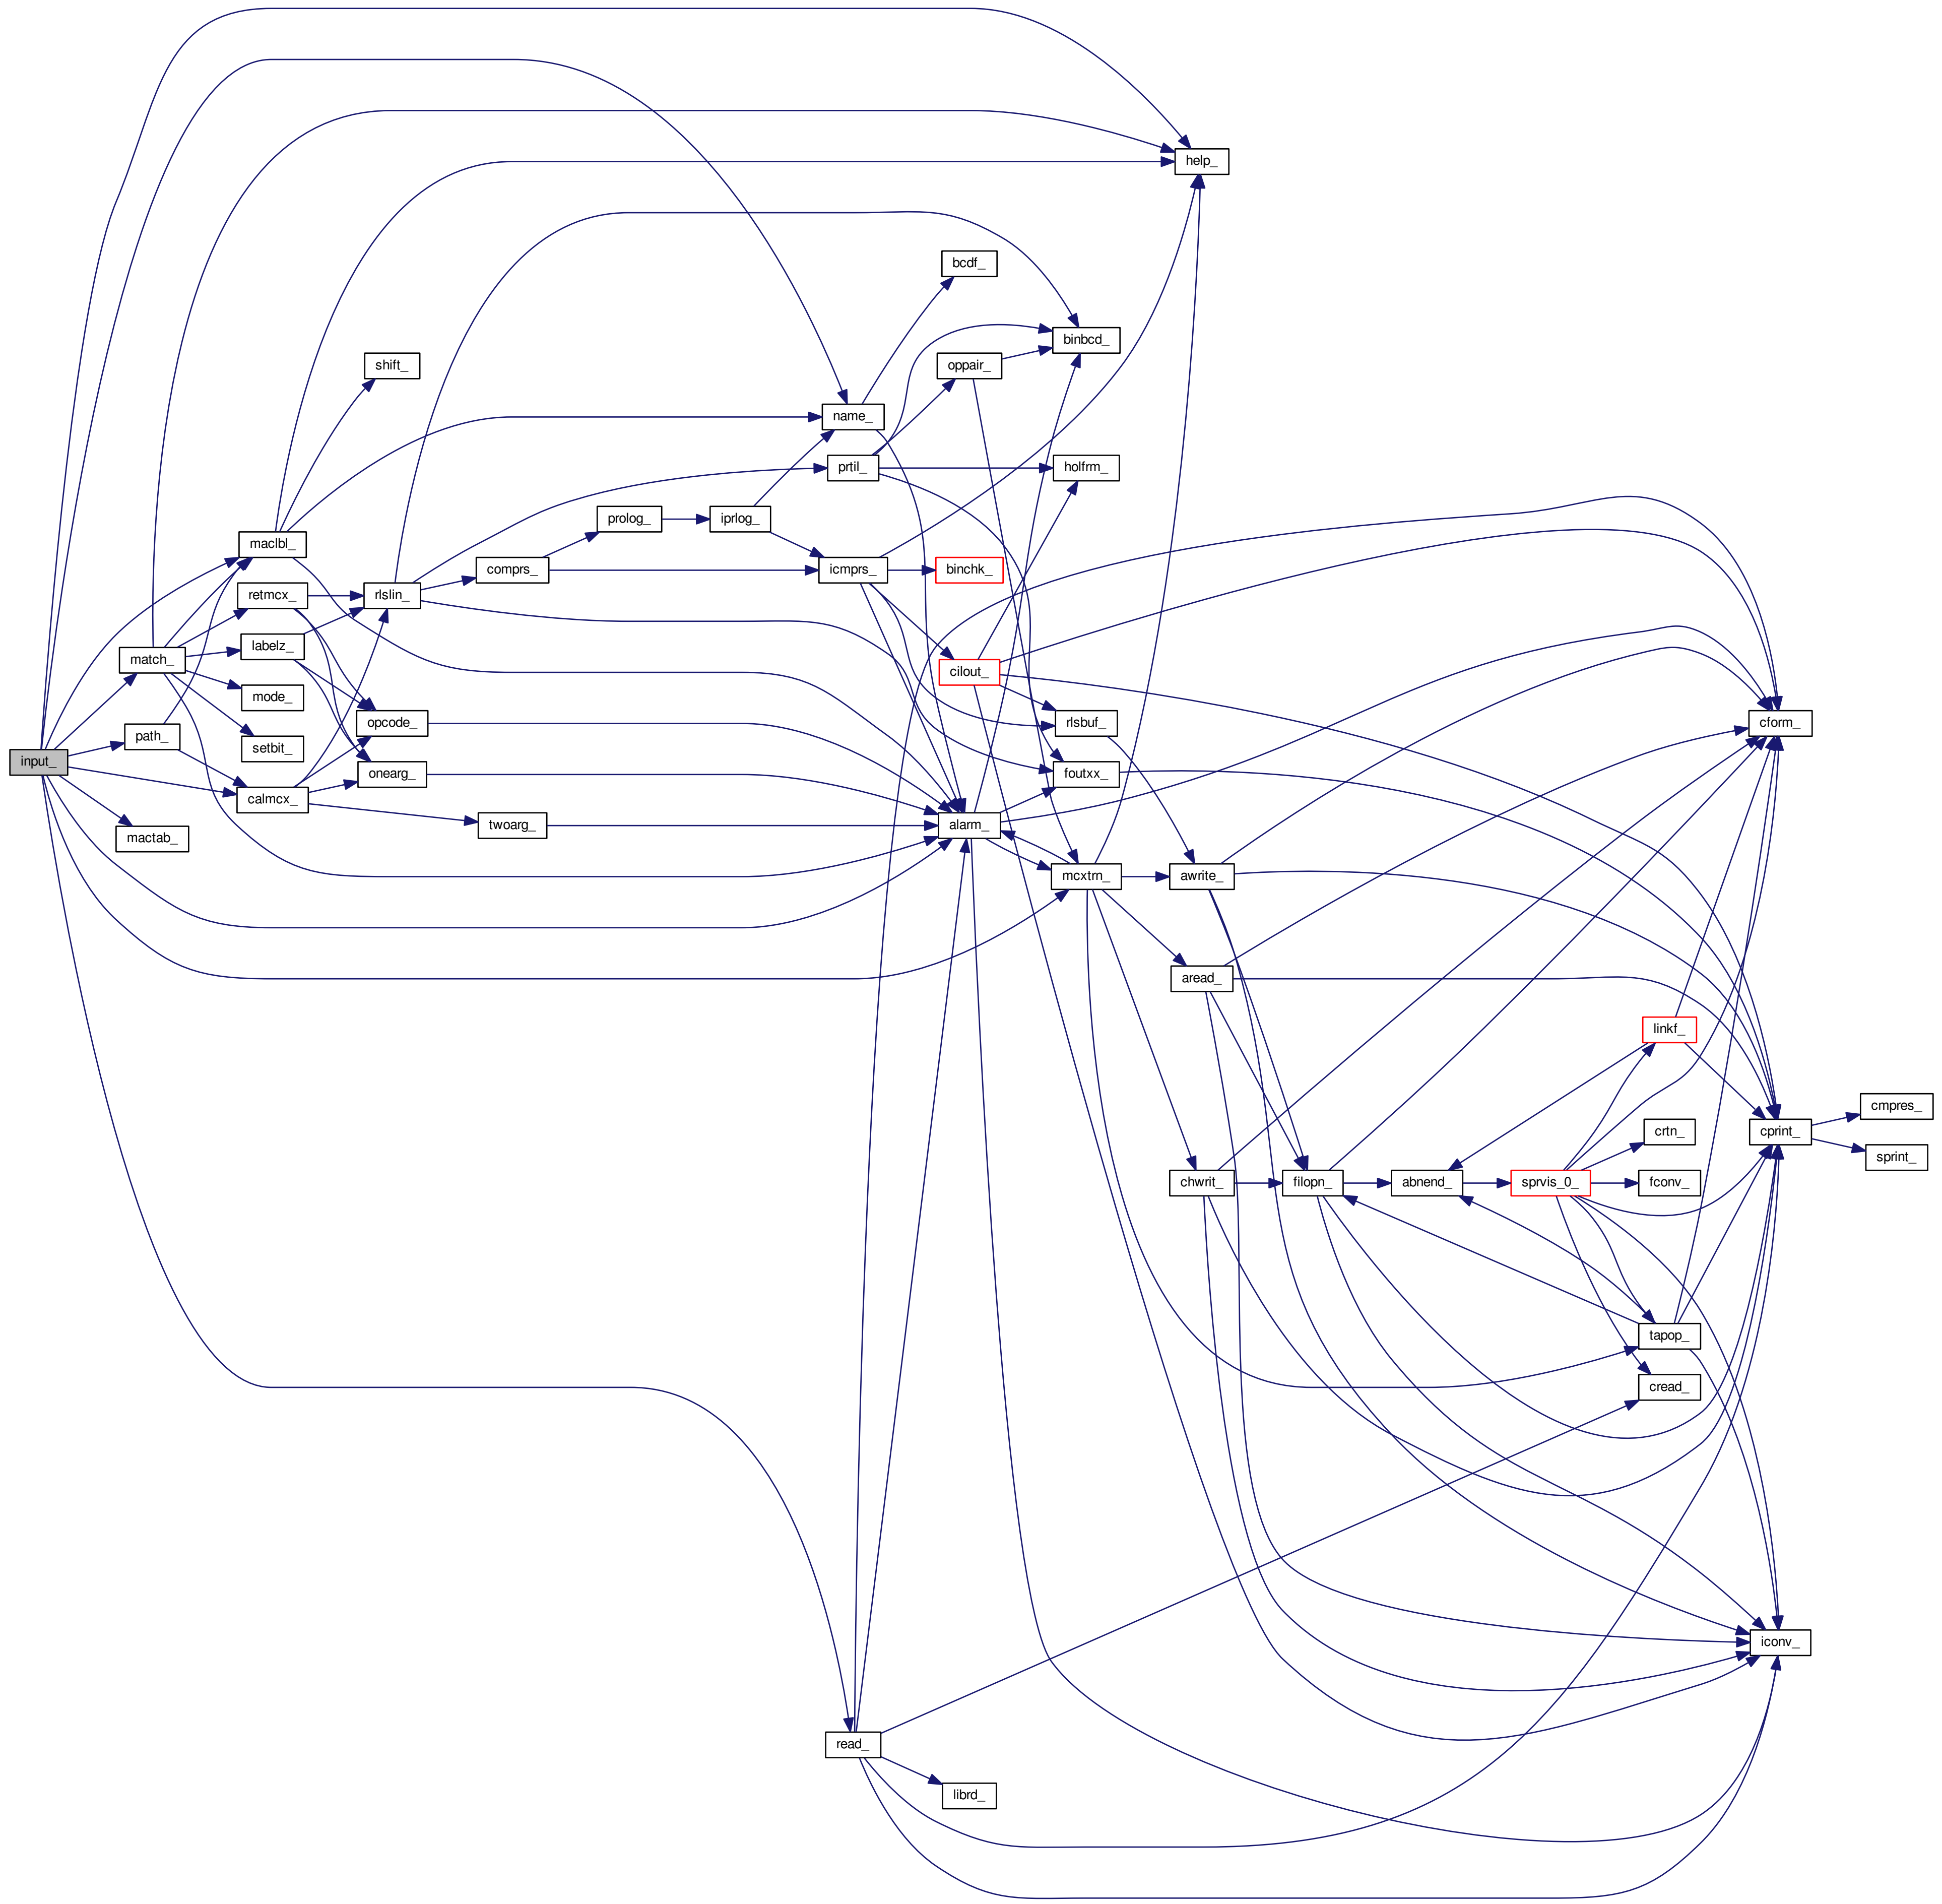 help_
bcdf_
binbcd_
shift_
oppair_
name_
prtil_
holfrm_
prolog_
iprlog_
maclbl_
comprs_
icmprs_
binchk_
retmcx_
rlslin_
labelz_
match_
cilout_
mode_
opcode_
rlsbuf_
cform_
path_
setbit_
input_
onearg_
foutxx_
calmcx_
mactab_
twoarg_
alarm_
mcxtrn_
awrite_
aread_
linkf_
cmpres_
crtn_
cprint_
sprint_
chwrit_
filopn_
abnend_
sprvis_0_
fconv_
tapop_
cread_
iconv_
read_
librd_